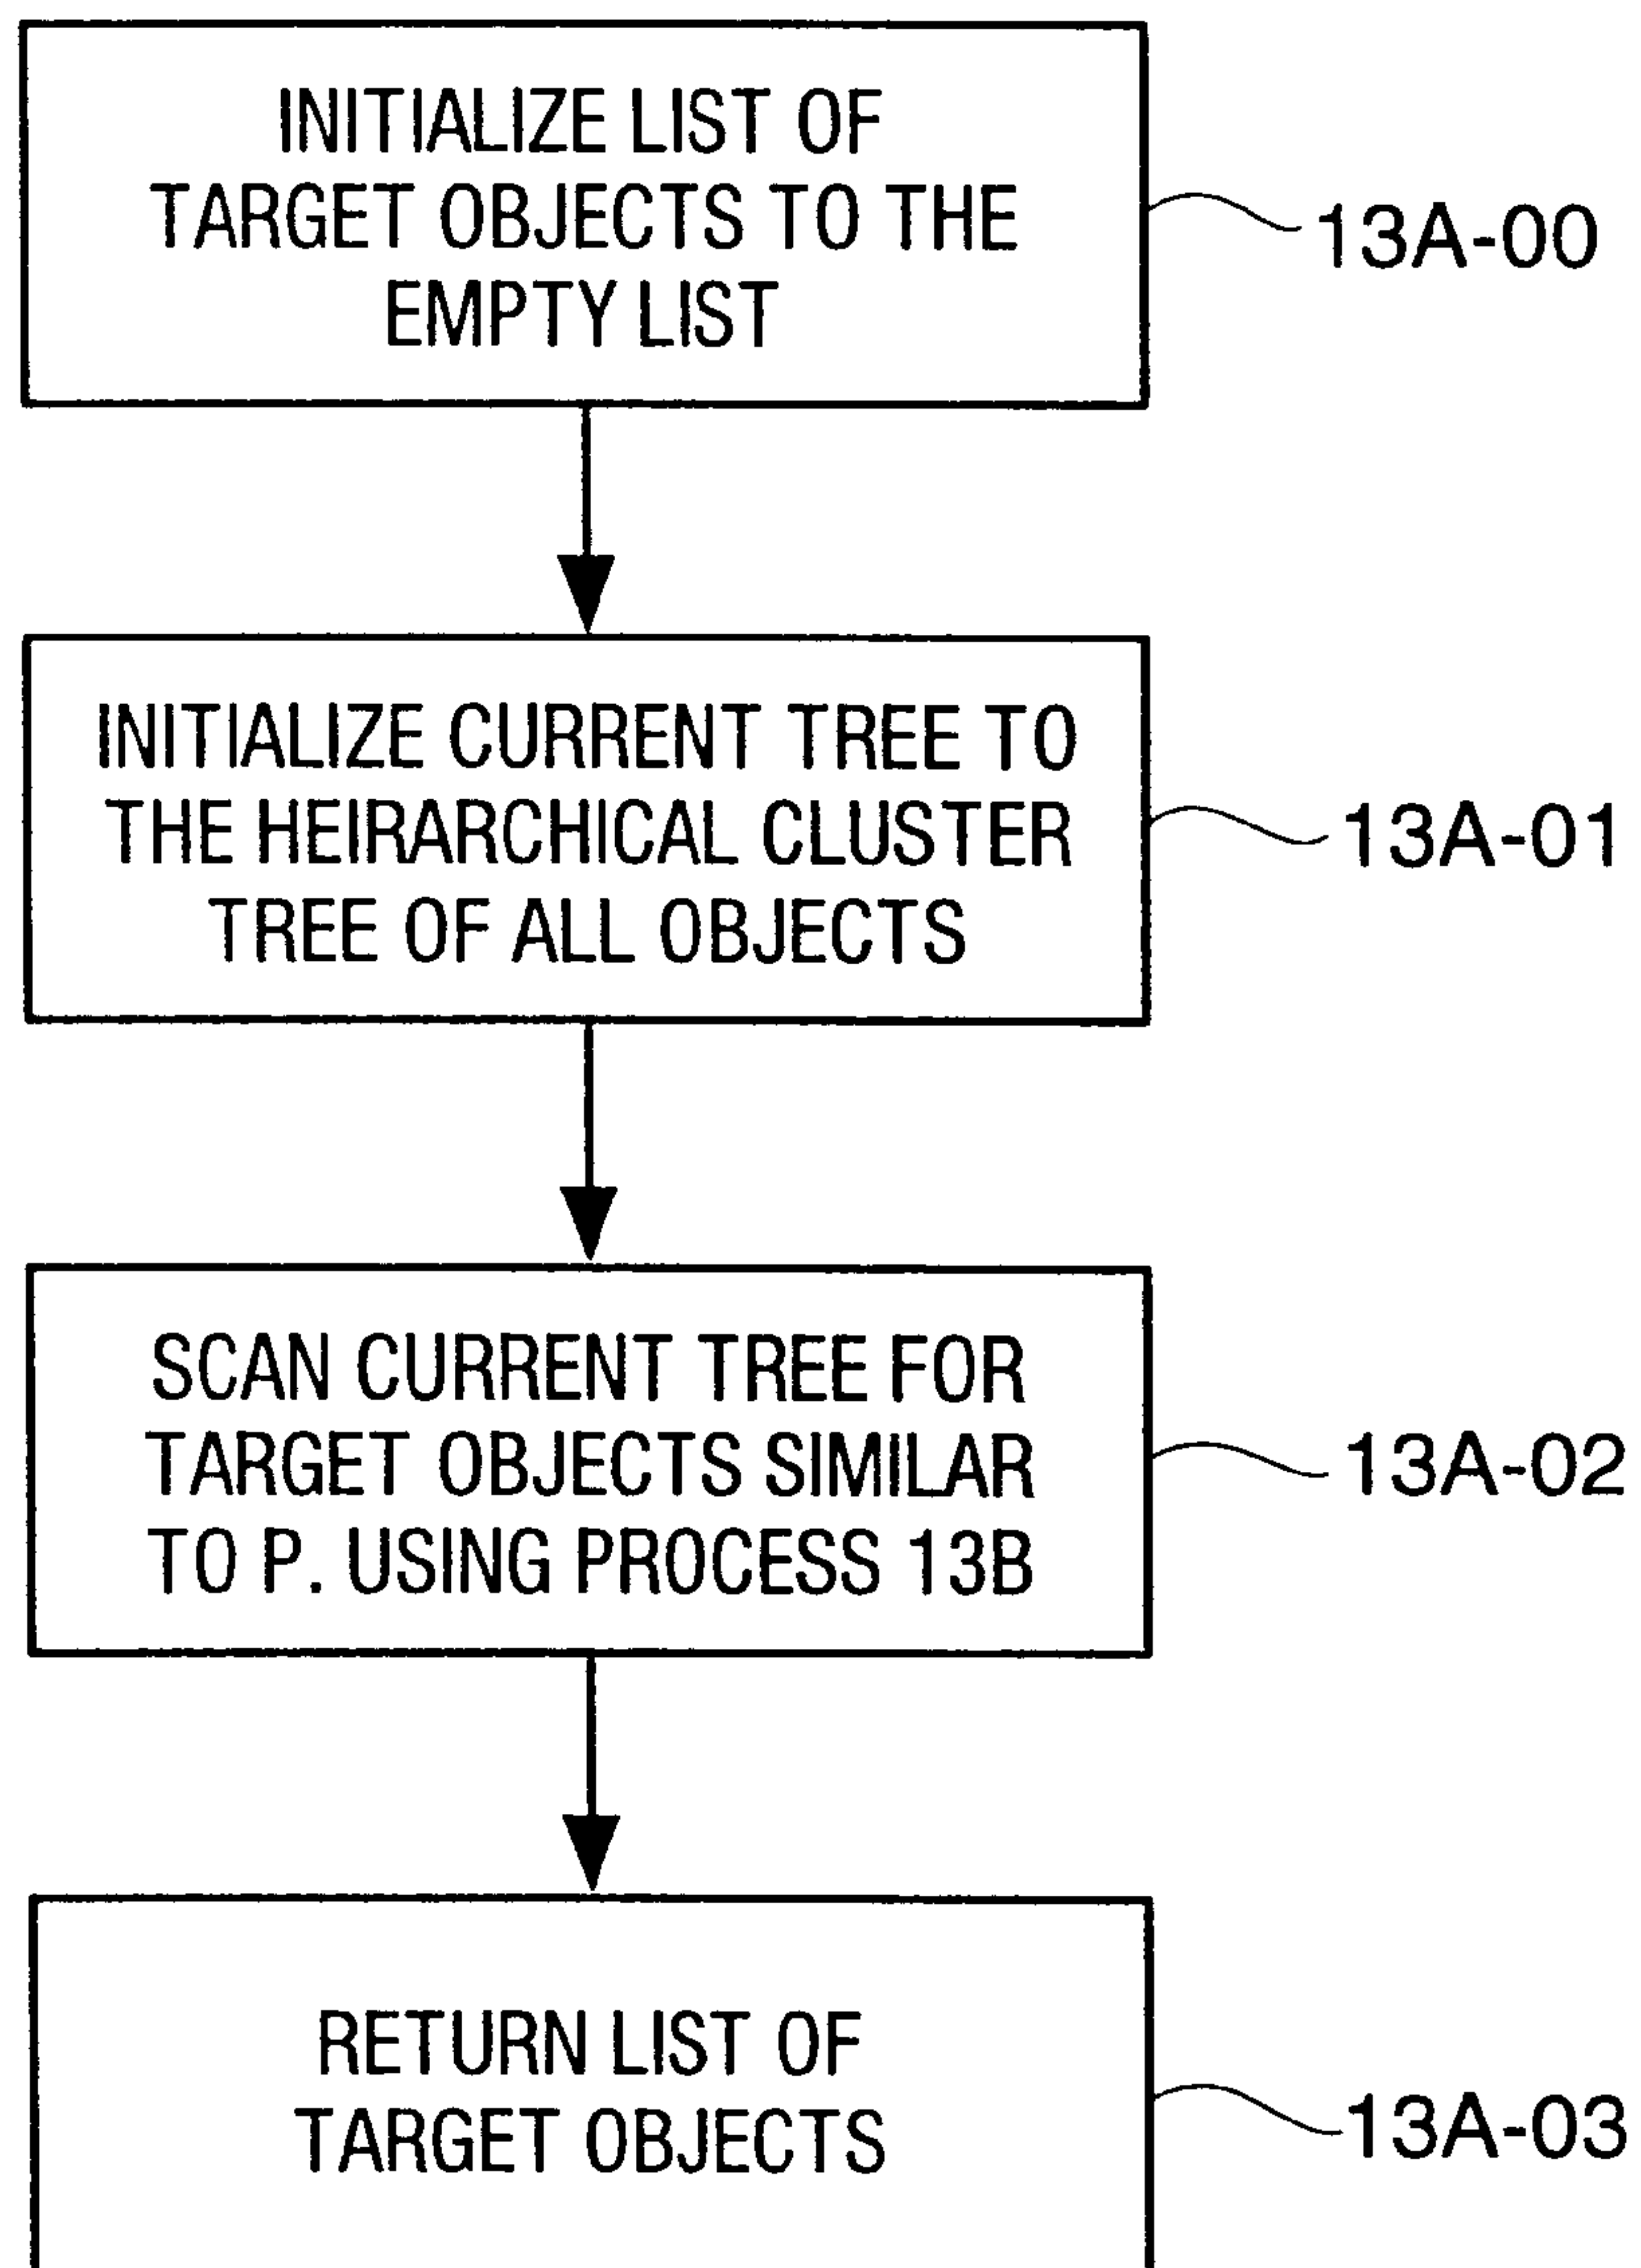 INITIALIZE LIST OF
TARGET OBJECTS TO THE
EMPTY LIST
13A-00
INITIALIZE CURRENT TREE TO
THE HEIRARCHICAL CLUSTER
TREE OF ALL OBJECTS
13A-01
SCAN CURRENT TREE FOR
TARGET OBJECTS SIMILAR
TO P. USING PROCESS 13B
13A-02
RETURN LIST OF
TARGET OBJECTS
13A-03